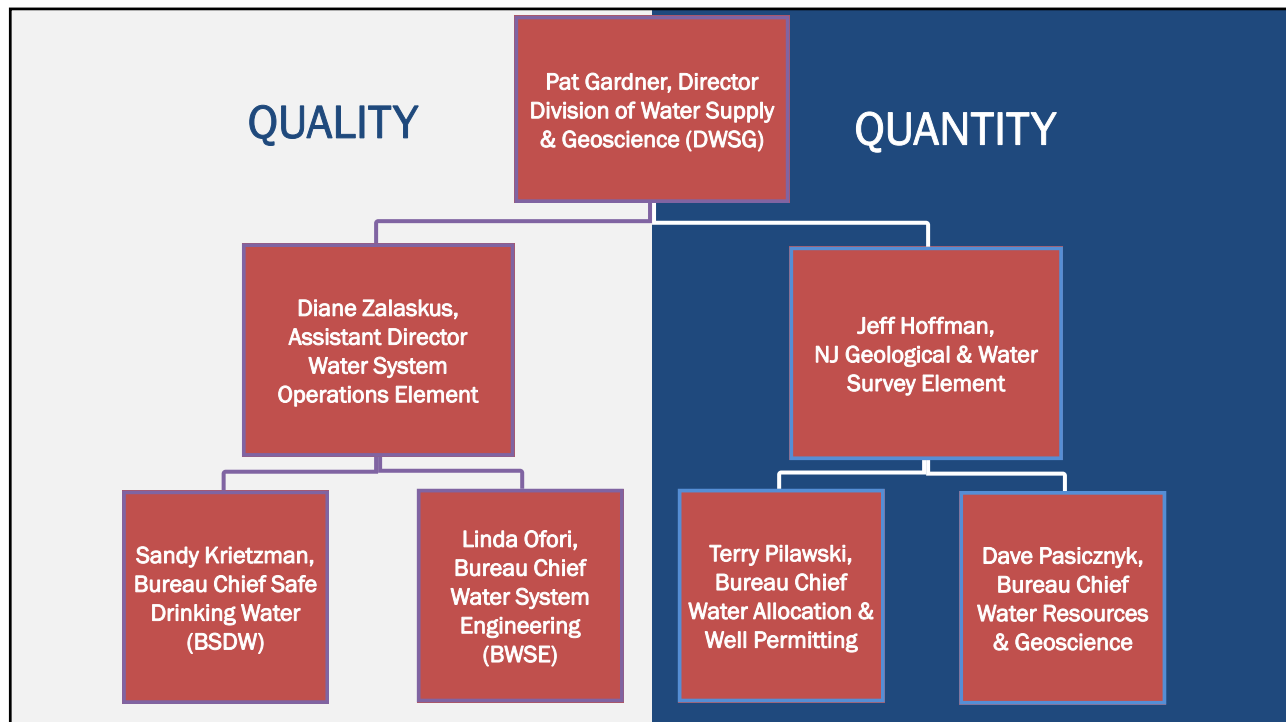 Pat Gardner, Director
Division of Water Supply
& Geoscience (DWSG)
QUALITY
QUANTITY
Diane Zalaskus,
Assistant Director
Water System
Operations Element
Jeff Hoffman,
NJ Geological & Water
Survey Element
Sandy Krietzman,
Bureau Chief Safe
Drinking Water
(BSDW)
Linda Ofori,
Bureau Chief
Water System
Engineering
(BWSE)
Terry Pilawski,
Bureau Chief
Water Allocation &
Well Permitting
Dave Pasicznyk,
Bureau Chief
Water Resources
& Geoscience